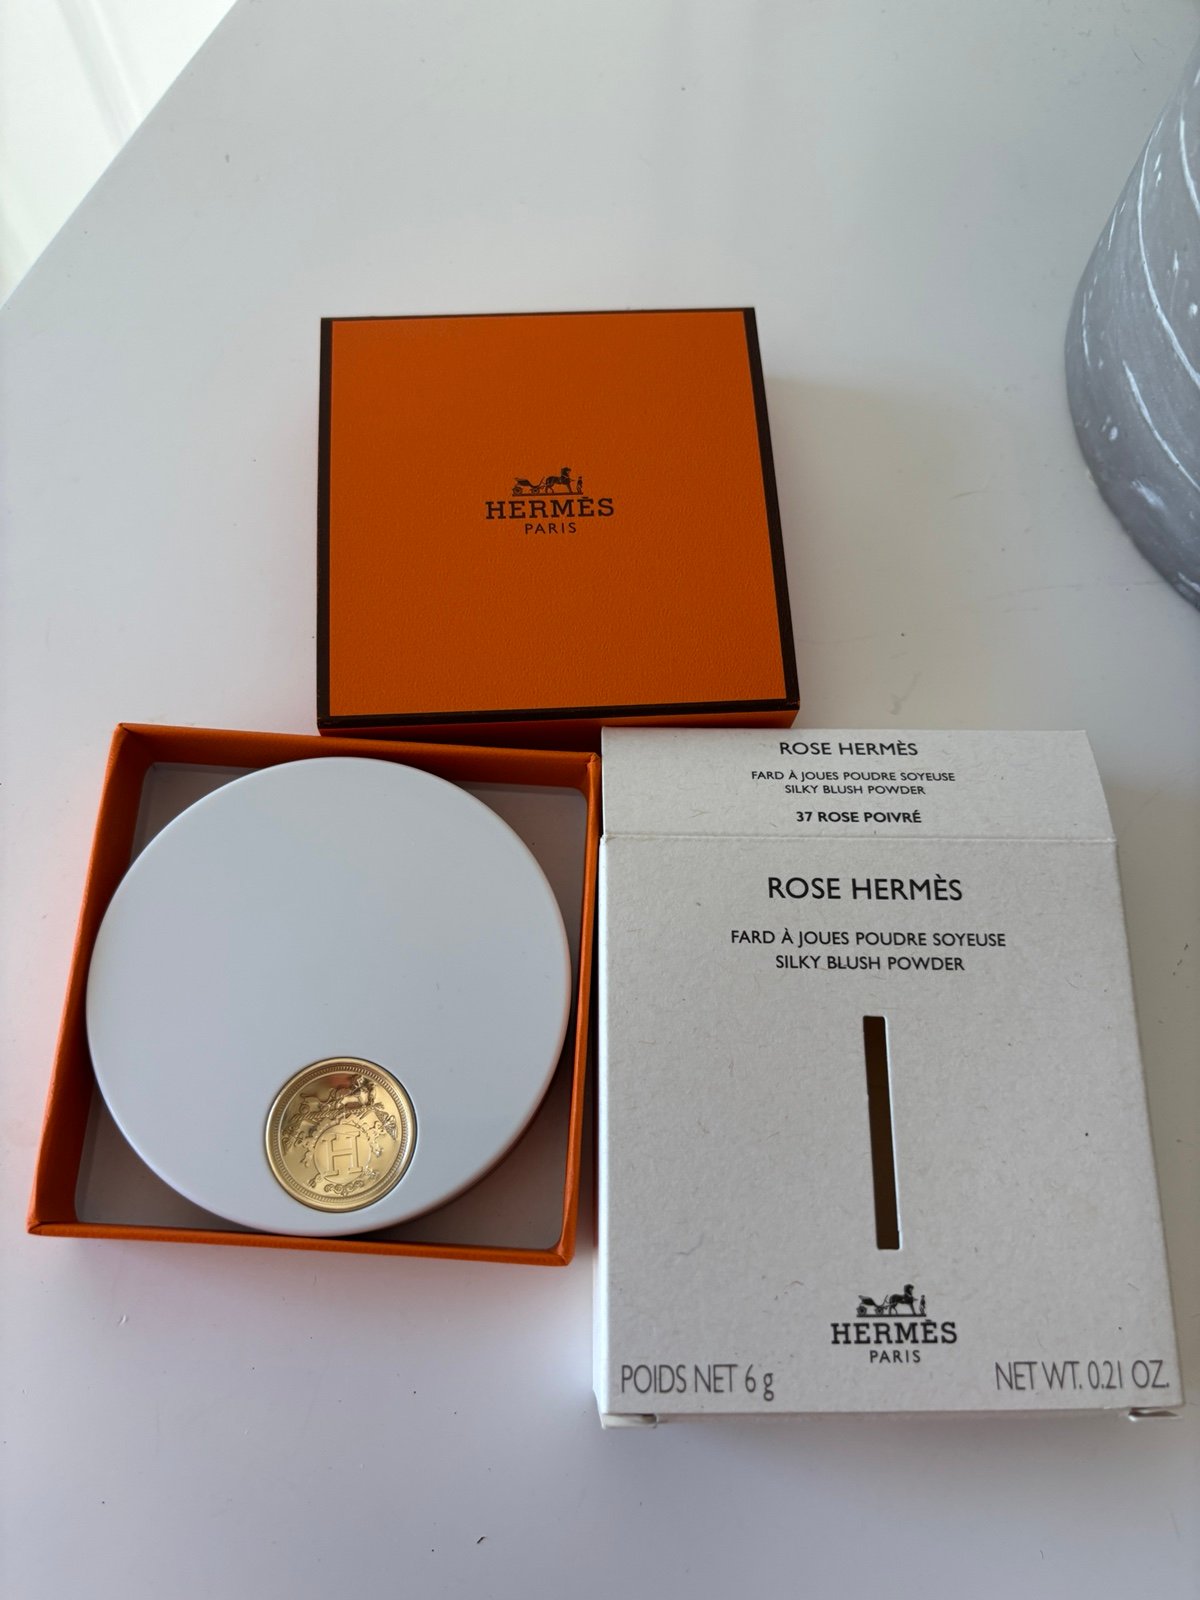 HERMÈS
PARIS
ROSE HERMÈS
FARD À JOUES POUDRE SOYEUSE
SILKY BLUSH POWDER
37 ROSE POIVRÉ
ROSE HERMÈS
FARD À JOUES POUDRE SOYEUSE
SILKY BLUSH POWDER
H
HERMÈS
PARIS
POIDS NET 6 g
NET WT. 0.21 OZ.